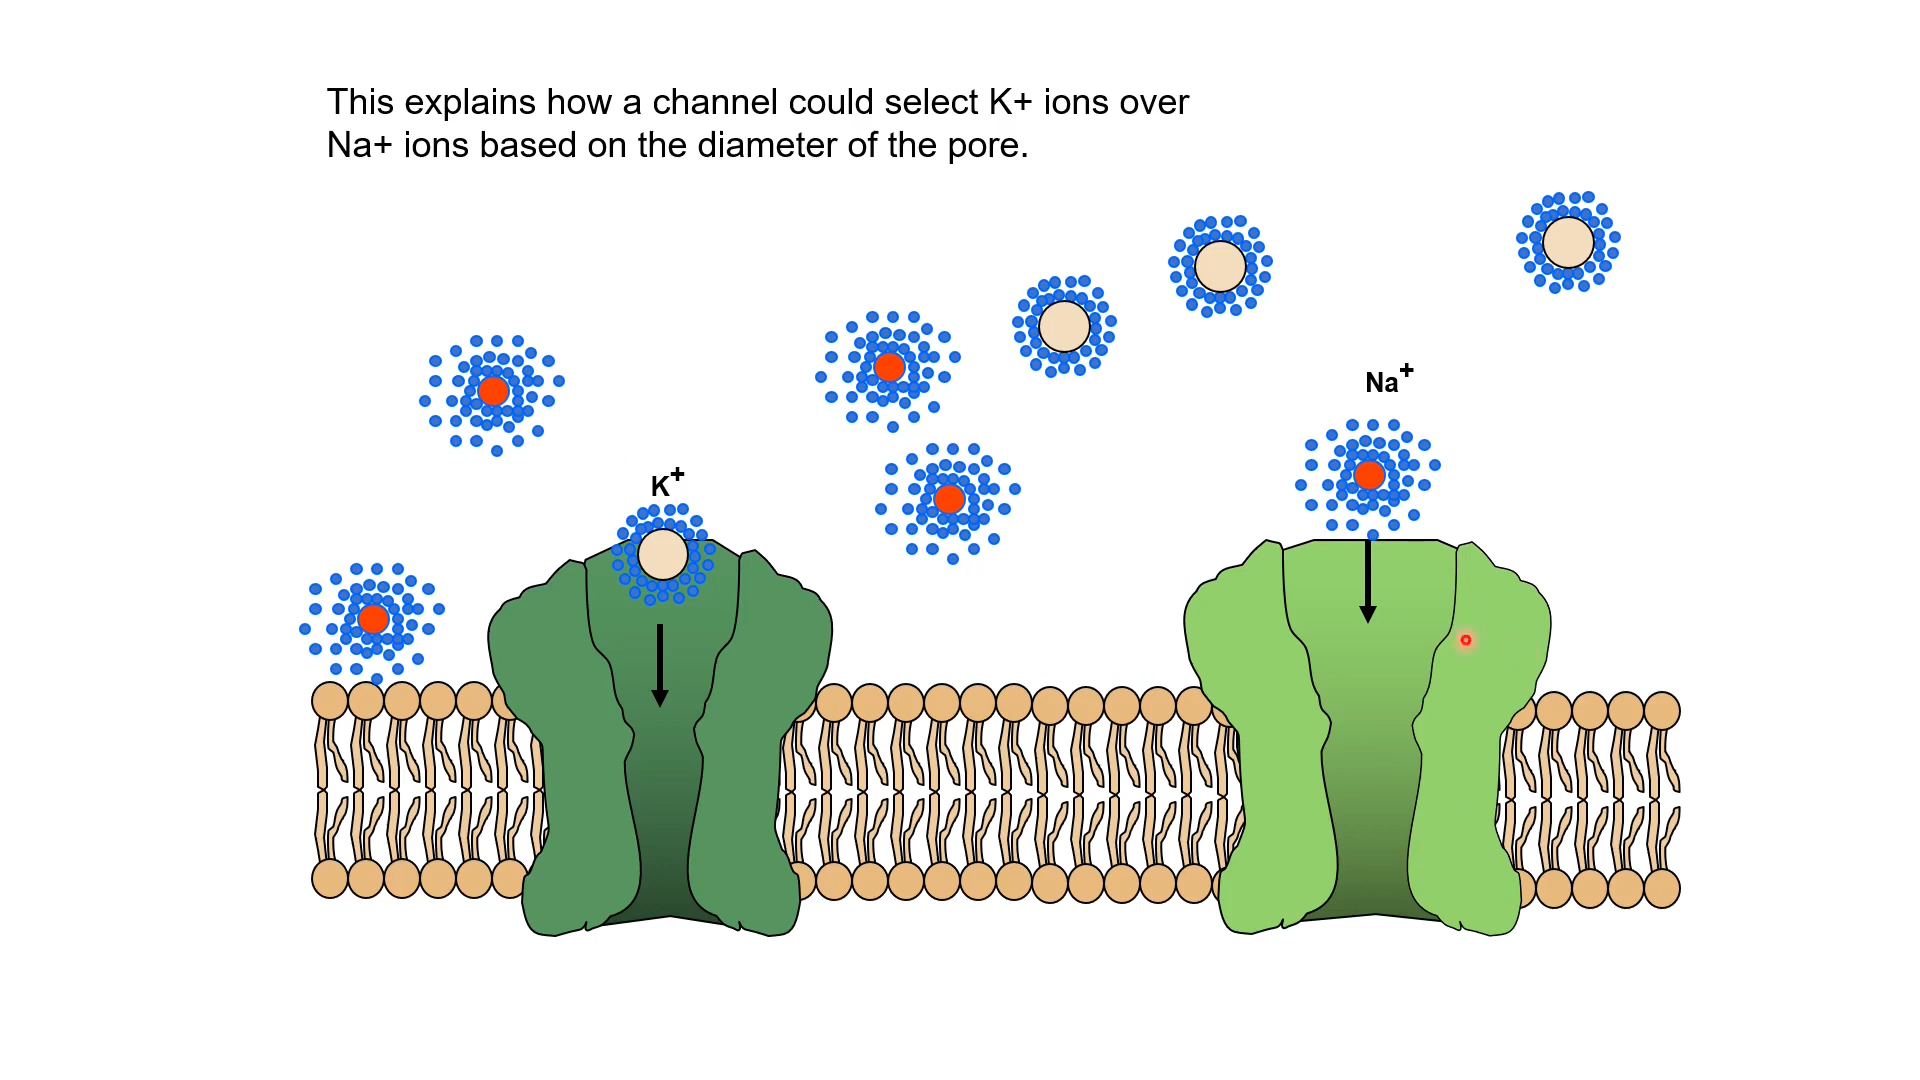 This explains how a channel could select K+ ions over
Na+ ions based on the diameter of the pore.
Na+
K+